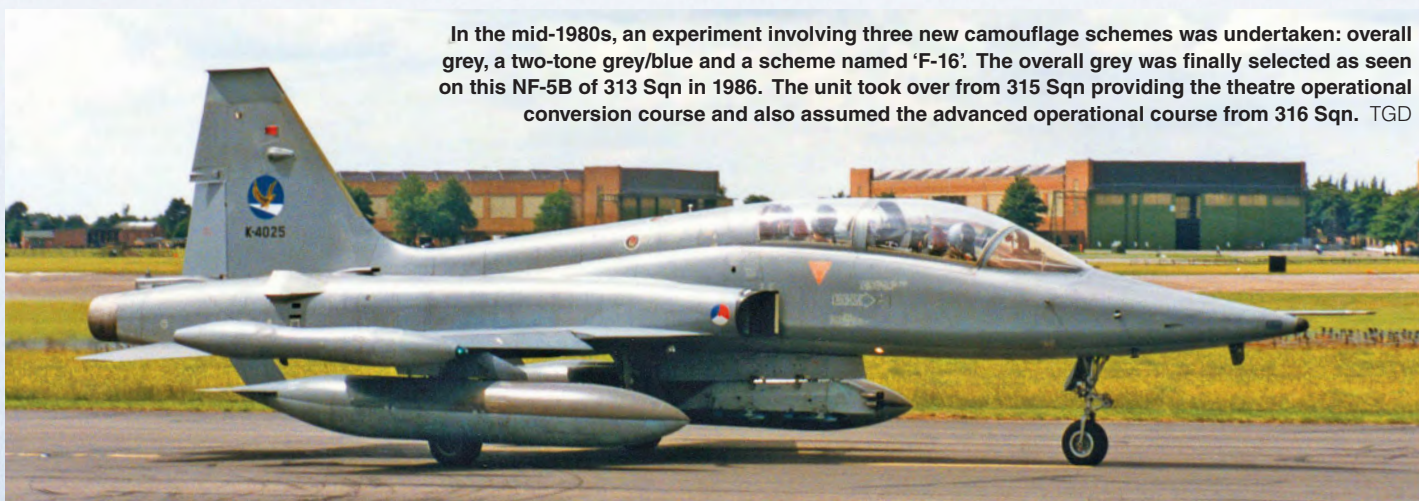 In the mid-1980s, an experiment involving three new camouflage schemes was undertaken: overall
grey, a two-tone grey/blue and a scheme named ‘F-16’. The overall grey was finally selected as seen
on this NF-5B of 313 Sqn in 1986. The unit took over from 315 Sqn providing the theatre operational
conversion course and also assumed the advanced operational course from 316 Sqn. TGD
K-4025